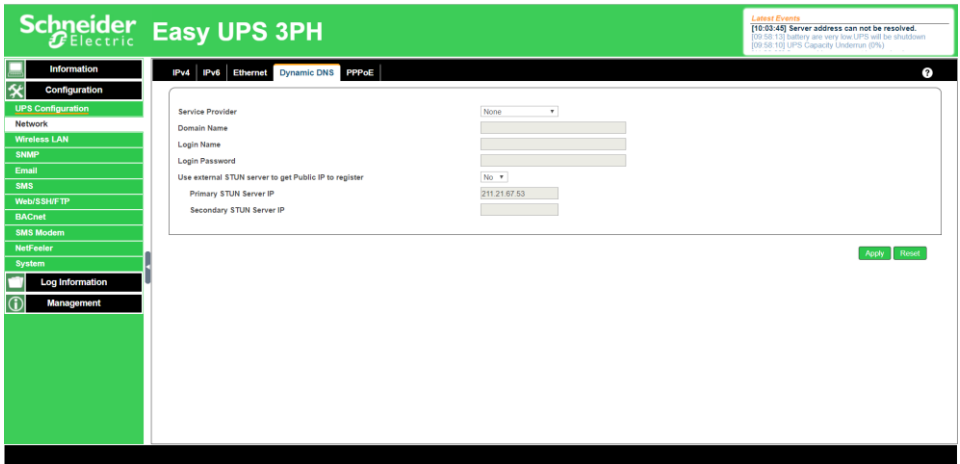 Schneider Electric
Easy UPS 3PH
Latest Events
[10:03:45] Server address can not be resolved.
[09:58:13] battery are very low:UPS will be shutdown
[09:58:10] UPS Capacity Underrun (0%)
Information
Configuration
UPS Configuration
Network
Wireless LAN
SNMP
Email
SMS
Web/SSH/FTP
BACnet
SMS Modem
NetFeeler
System
Log Information
Management
IPv4 IPv6 Ethernet Dynamic DNS PPPoE ?
Service Provider None
Domain Name
Login Name
Login Password
Use external STUN server to get Public IP to register No
Primary STUN Server IP 211.21.67.53
Secondary STUN Server IP
Apply Reset